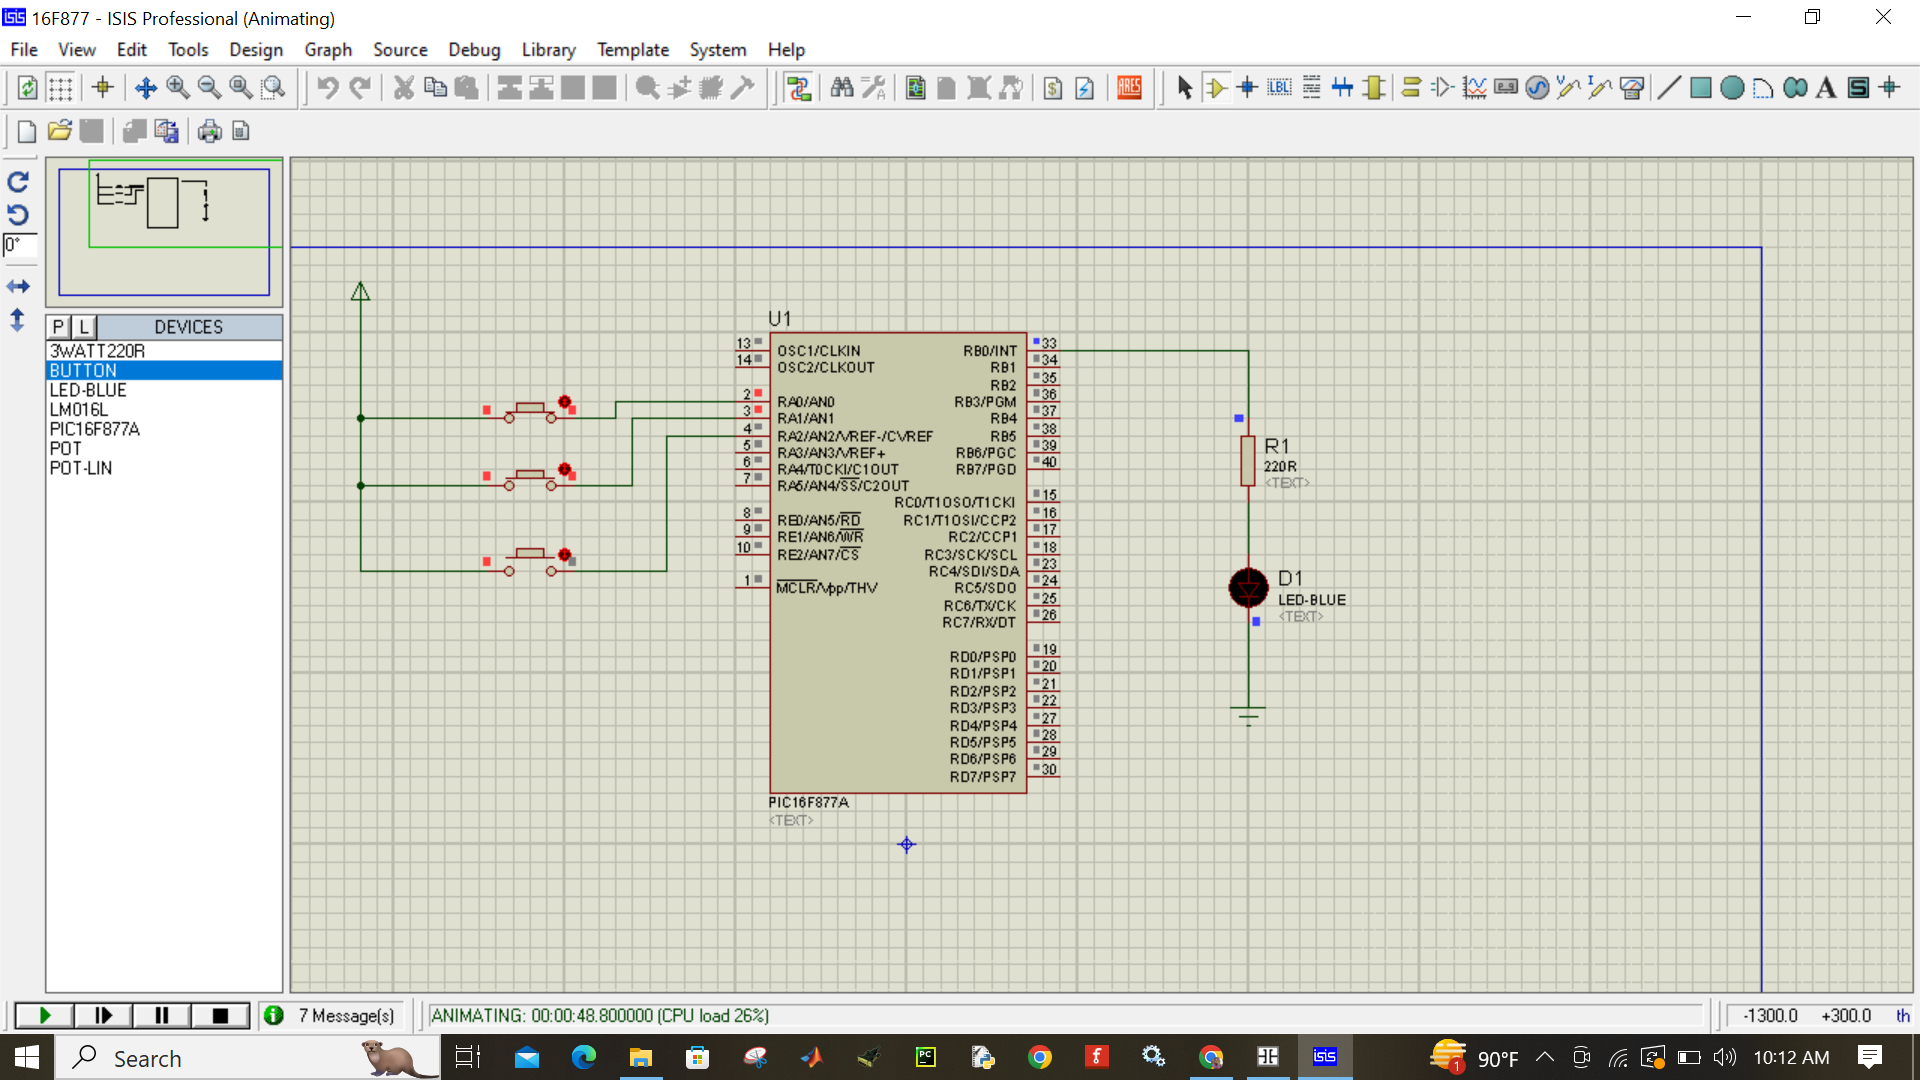 isis 16F877 - ISIS Professional (Animating)
File View Edit Tools Design Graph Source Debug Library Template System Help
LBL
ARES
A
S
0°
P L DEVICES
3WATT220R
BUTTON
LED-BLUE
LM016L
PIC16F877A
POT
POT-LIN
U1
13 OSC1/CLKIN
14 OSC2/CLKOUT
2 RA0/AN0
3 RA1/AN1
4 RA2/AN2/VREF-/CVREF
5 RA3/AN3/VREF+
6 RA4/T0CKI/C1OUT
7 RA5/AN4/SS/C2OUT
8 RE0/AN5/RD
9 RE1/AN6/WR
10 RE2/AN7/CS
1 MCLR/Vpp/THV
RB0/INT 33
RB1 34
RB2 35
RB3/PGM 36
RB4 37
RB5 38
RB6/PGC 39
RB7/PGD 40
RC0/T1OSO/T1CKI 15
RC1/T1OSI/CCP2 16
RC2/CCP1 17
RC3/SCK/SCL 18
RC4/SDI/SDA 23
RC5/SDO 24
RC6/TX/CK 25
RC7/RX/DT 26
RD0/PSP0 19
RD1/PSP1 20
RD2/PSP2 21
RD3/PSP3 22
RD4/PSP4 27
RD5/PSP5 28
RD6/PSP6 29
RD7/PSP7 30
PIC16F877A
<TEXT>
R1
220R
<TEXT>
D1
LED-BLUE
<TEXT>
7 Message(s)
ANIMATING: 00:00:48.800000 (CPU load 26%)
-1300.0 +300.0 th
Search
PC
isis
1
90°F
10:12 AM